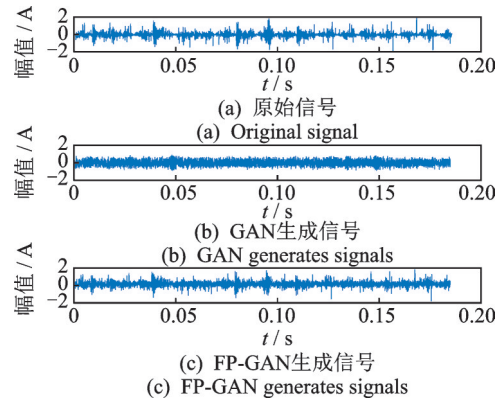 幅值 / A
2
0
−2
0 0.05 0.10 0.15 0.20
t / s
(a) 原始信号
(a) Original signal
幅值 / A
2
0
−2
0 0.05 0.10 0.15 0.20
t / s
(b) GAN生成信号
(b) GAN generates signals
幅值 / A
2
0
−2
0 0.05 0.10 0.15 0.20
t / s
(c) FP-GAN生成信号
(c) FP-GAN generates signals